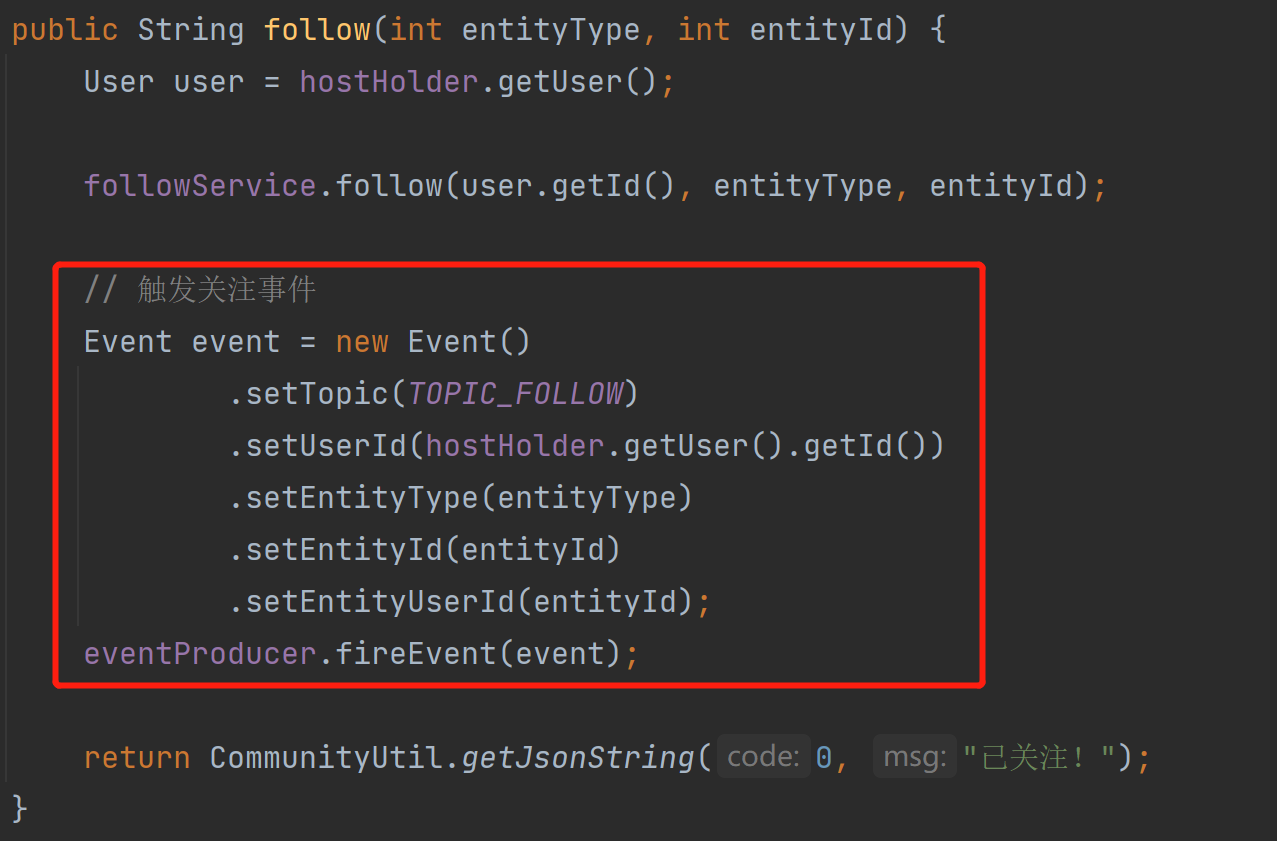 public String follow(int entityType, int entityId) {
User user = hostHolder.getUser();
followService.follow(user.getId(), entityType, entityId);
// 触发关注事件
Event event = new Event()
.setTopic(TOPIC_FOLLOW)
.setUserId(hostHolder.getUser().getId())
.setEntityType(entityType)
.setEntityId(entityId)
.setEntityUserId(entityId);
eventProducer.fireEvent(event);
return CommunityUtil.getJsonString( code: 0, msg: "已关注！");
}